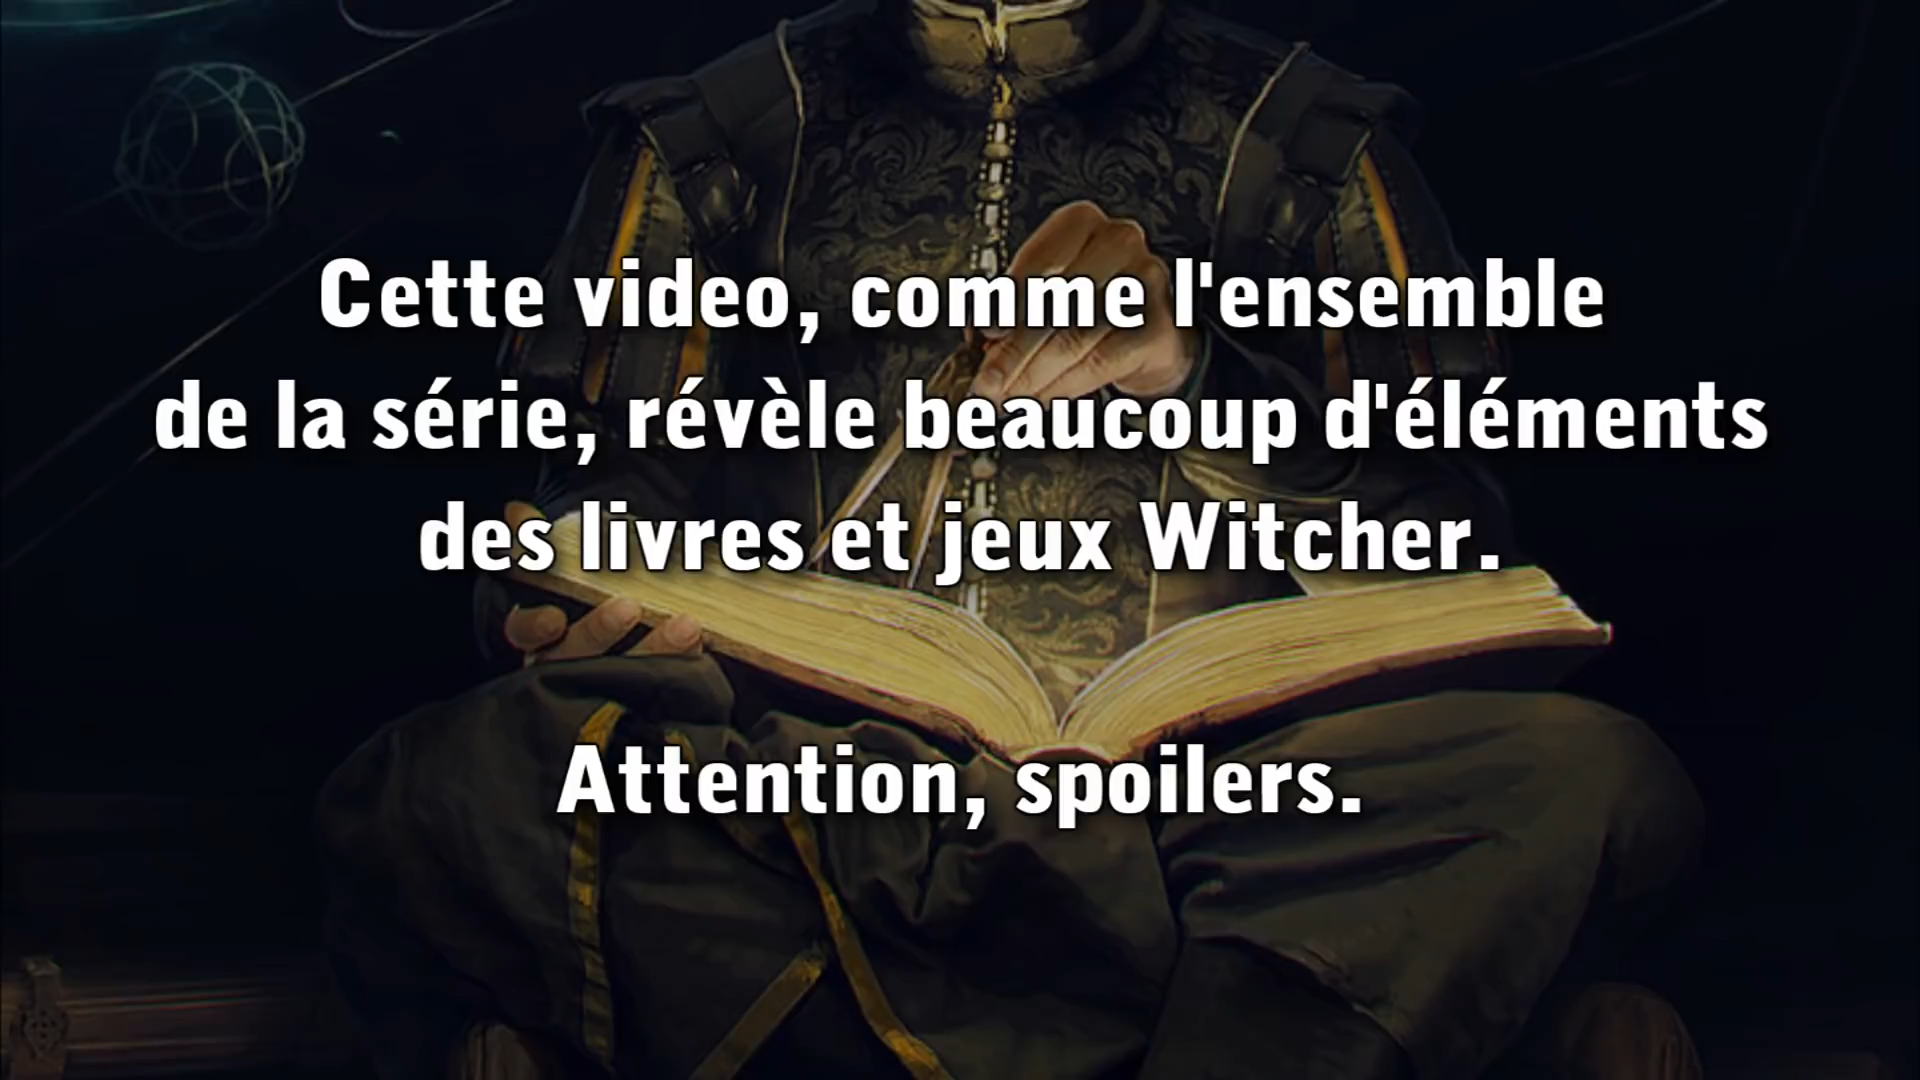 Cette video, comme l'ensemble
de la série, révèle beaucoup d'éléments
des livres et jeux Witcher.
Attention, spoilers.